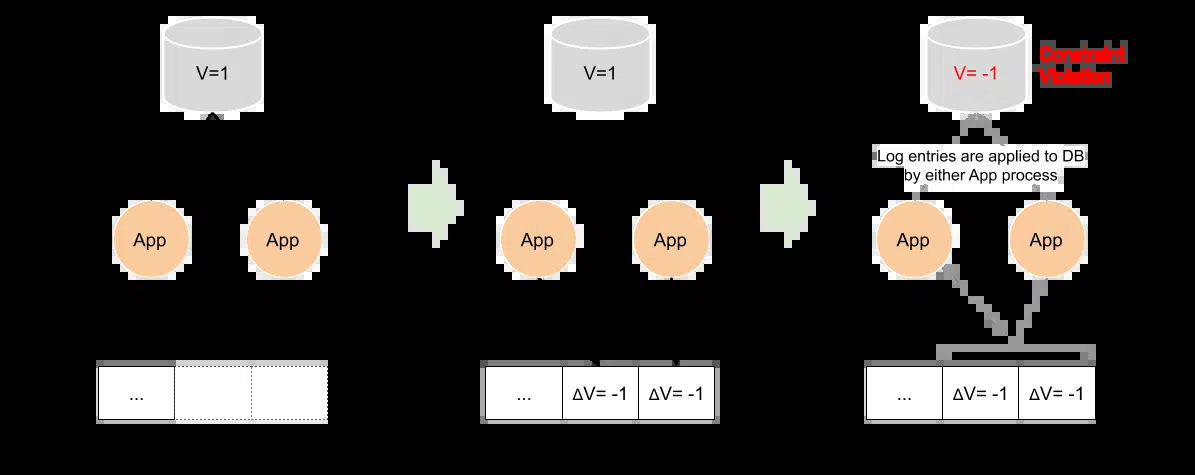 V=1
V=1
V= -1
Constraint
Violation
Log entries are applied to DB
by either App process
App
App
App
App
App
App
...
...
ΔV= -1
ΔV= -1
...
ΔV= -1
ΔV= -1